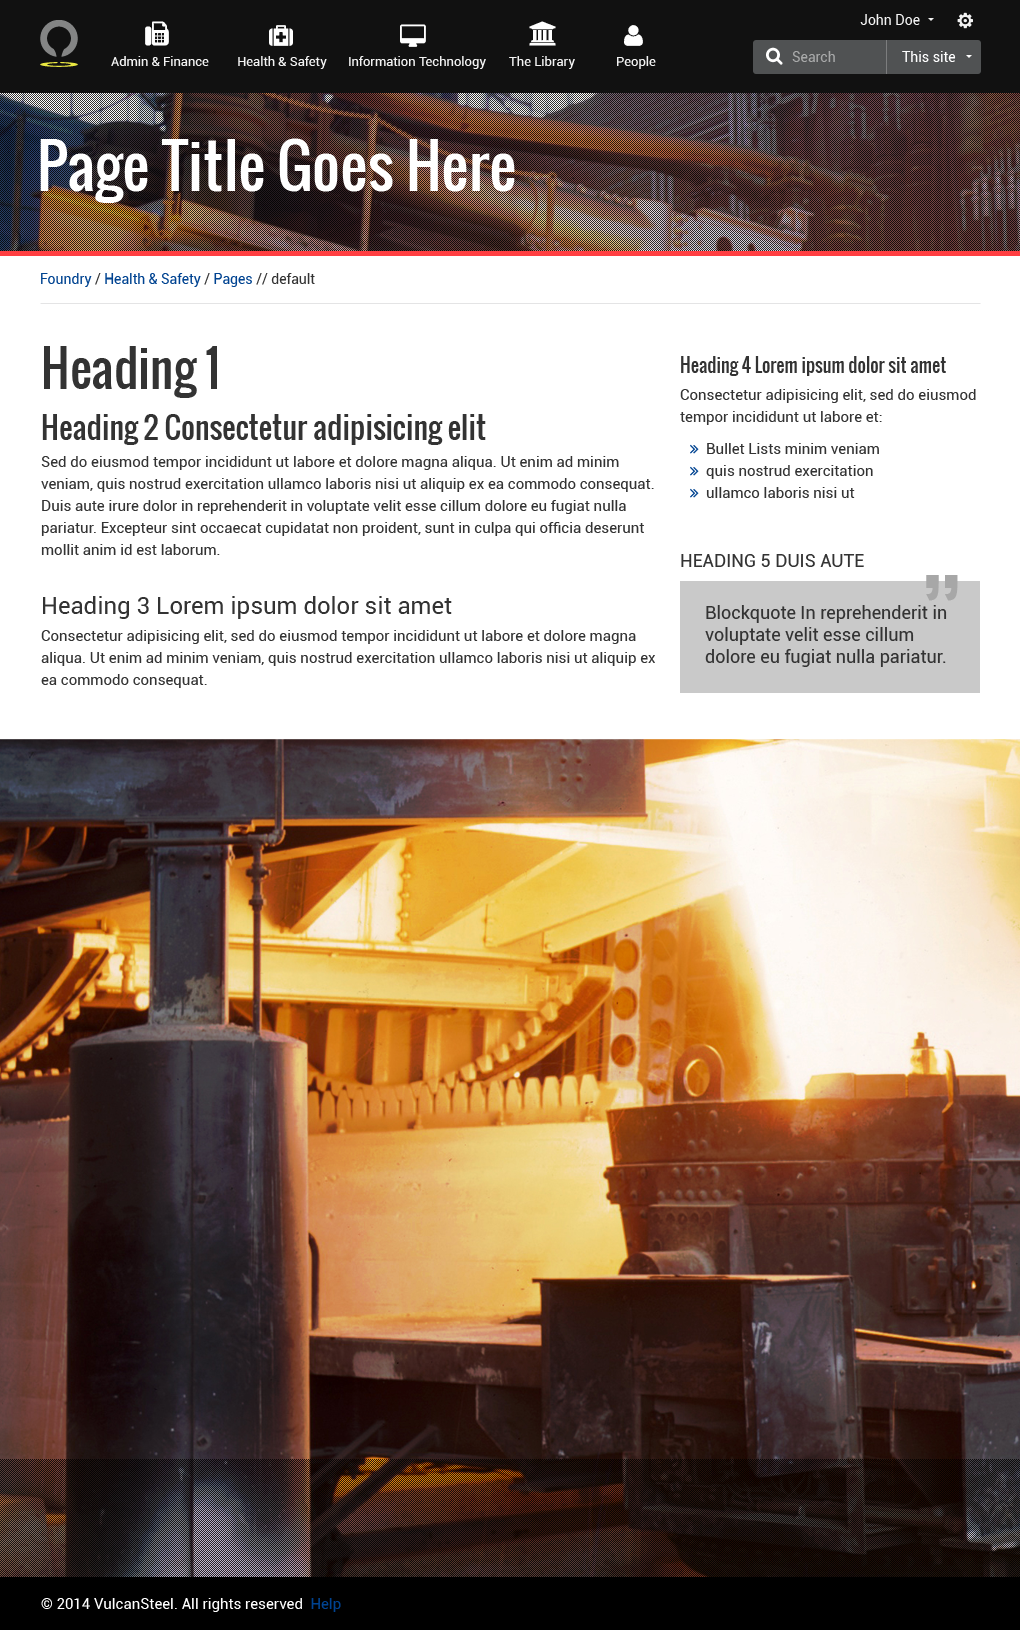 John Doe
Admin & Finance
Health & Safety
Information Technology
The Library
People
Search
This site
Page Title Goes Here
Foundry / Health & Safety / Pages // default
Heading 1
Heading 2 Consectetur adipisicing elit
Sed do eiusmod tempor incididunt ut labore et dolore magna aliqua. Ut enim ad minim
veniam, quis nostrud exercitation ullamco laboris nisi ut aliquip ex ea commodo consequat.
Duis aute irure dolor in reprehenderit in voluptate velit esse cillum dolore eu fugiat nulla
pariatur. Excepteur sint occaecat cupidatat non proident, sunt in culpa qui officia deserunt
mollit anim id est laborum.
Heading 3 Lorem ipsum dolor sit amet
Consectetur adipisicing elit, sed do eiusmod tempor incididunt ut labore et dolore magna
aliqua. Ut enim ad minim veniam, quis nostrud exercitation ullamco laboris nisi ut aliquip ex
ea commodo consequat.
Heading 4 Lorem ipsum dolor sit amet
Consectetur adipisicing elit, sed do eiusmod
tempor incididunt ut labore et:
» Bullet Lists minim veniam
» quis nostrud exercitation
» ullamco laboris nisi ut
HEADING 5 DUIS AUTE
Blockquote In reprehenderit in
voluptate velit esse cillum
dolore eu fugiat nulla pariatur.
© 2014 VulcanSteel. All rights reserved Help